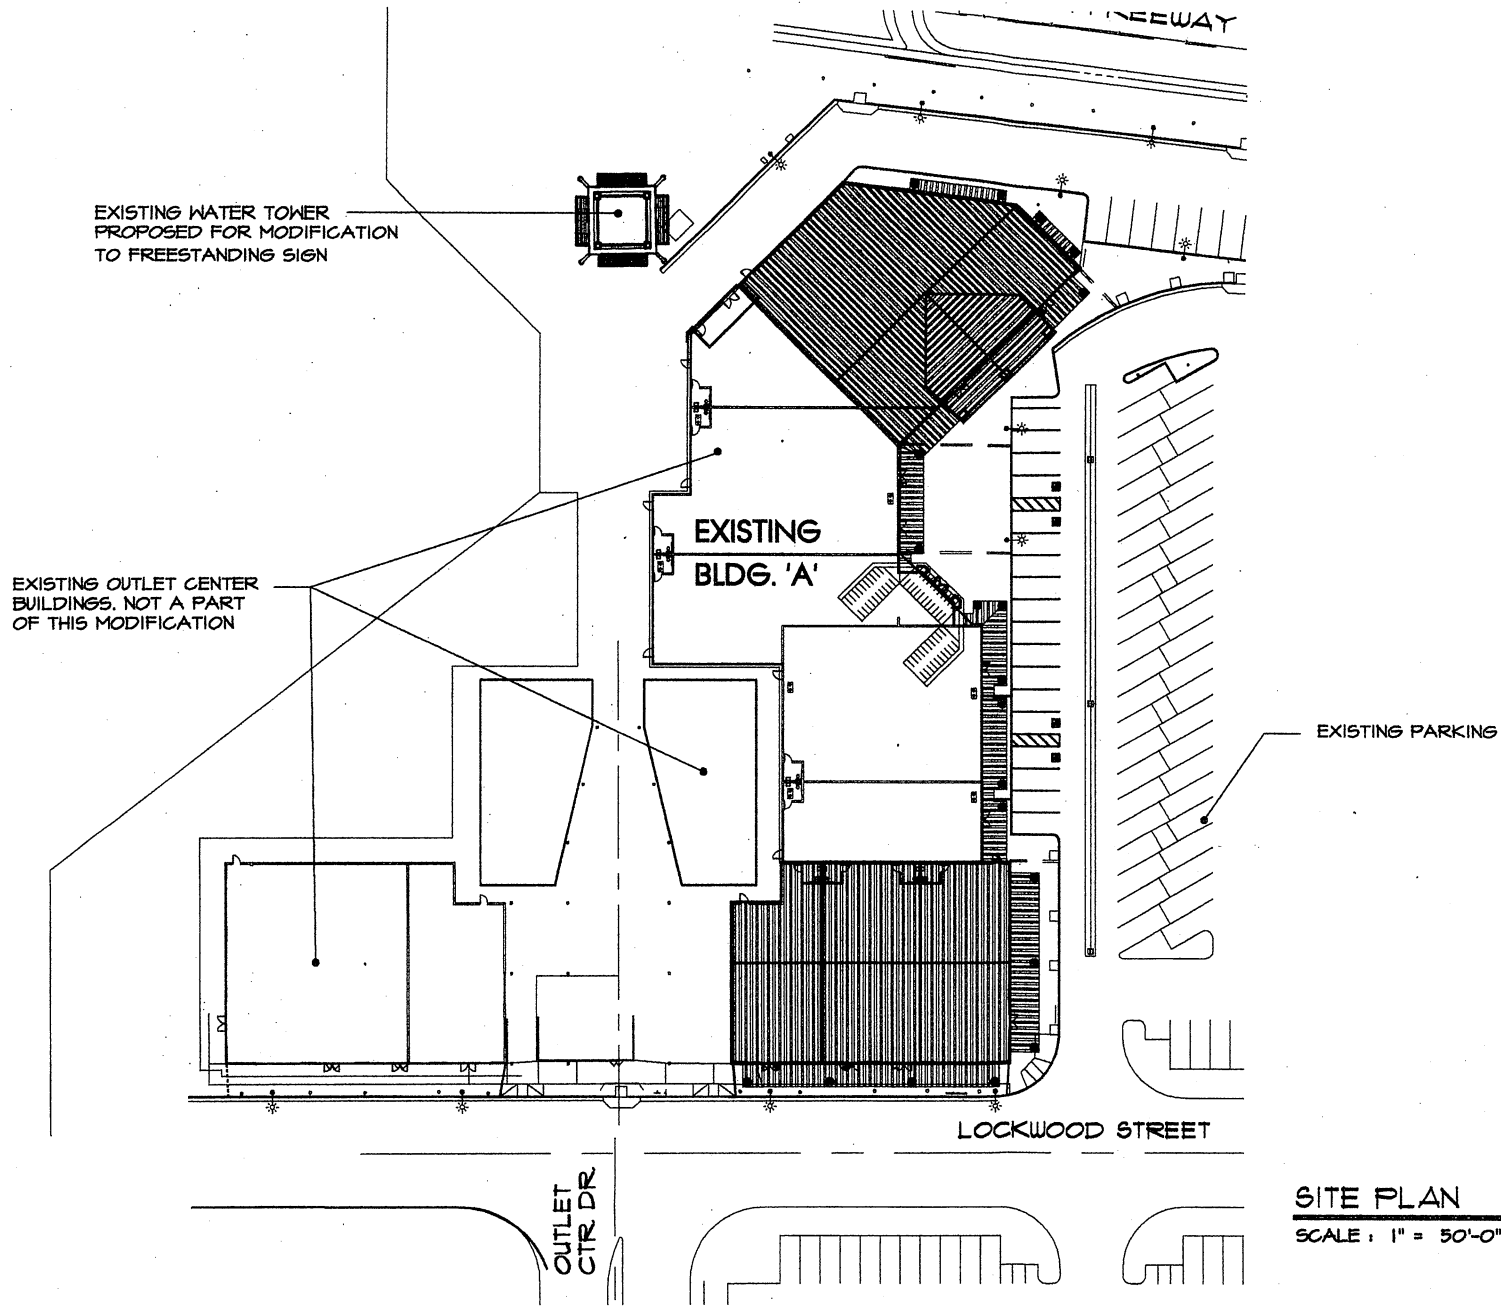 FREEWAY
EXISTING WATER TOWER
PROPOSED FOR MODIFICATION
TO FREESTANDING SIGN
EXISTING
BLDG. 'A'
EXISTING OUTLET CENTER
BUILDINGS. NOT A PART
OF THIS MODIFICATION
EXISTING PARKING
LOCKWOOD STREET
OUTLET
CTR DR
SITE PLAN
SCALE : 1" = 50'-0"